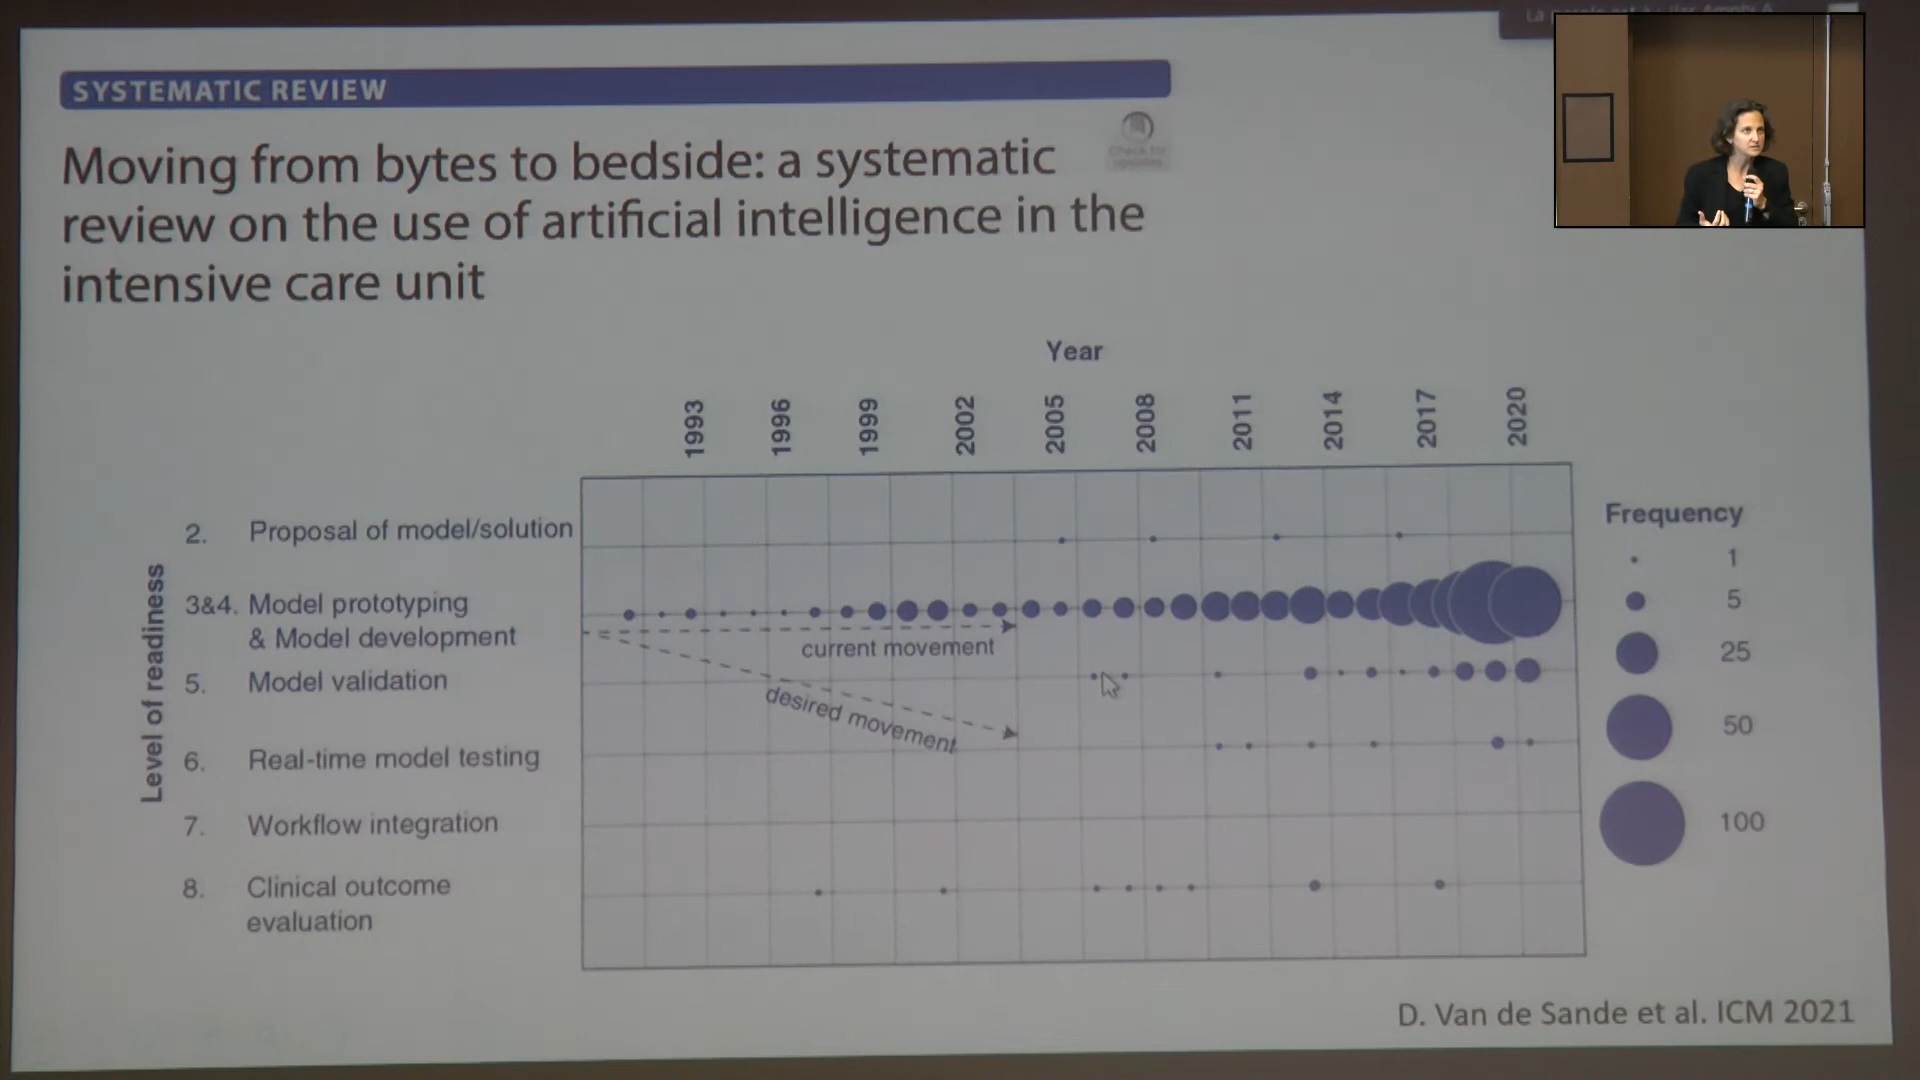 SYSTEMATIC REVIEW
Check for
updates
Moving from bytes to bedside: a systematic
review on the use of artificial intelligence in the
intensive care unit
Year
1993 1996 1999 2002 2005 2008 2011 2014 2017 2020
Level of readiness
2. Proposal of model/solution
3&4. Model prototyping
& Model development
5. Model validation
6. Real-time model testing
7. Workflow integration
8. Clinical outcome
evaluation
current movement
desired movement
Frequency
1
5
25
50
100
D. Van de Sande et al. ICM 2021